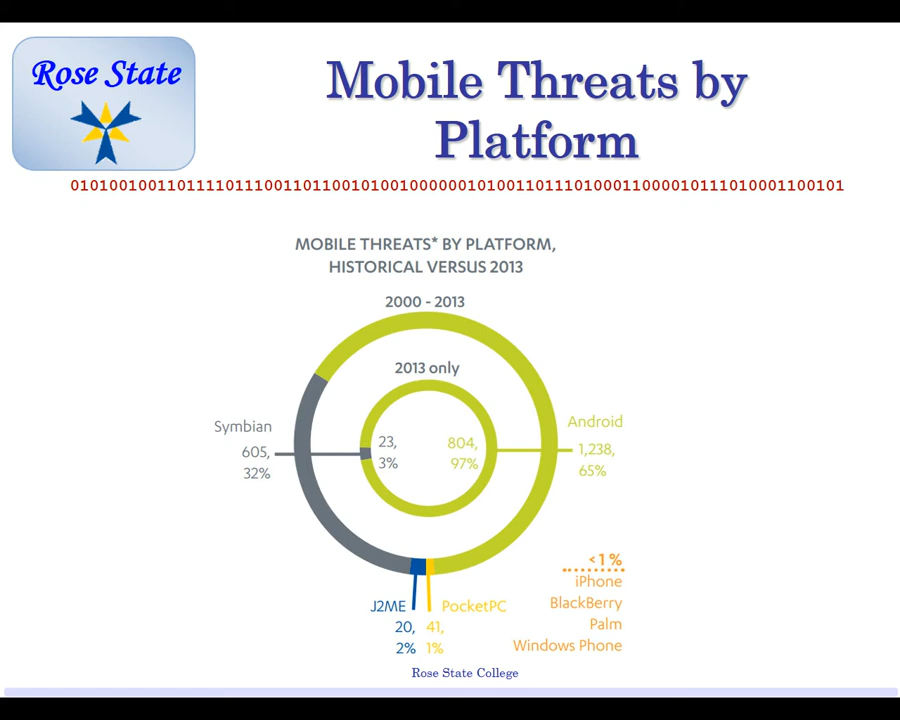 Rose State
Mobile Threats by
Platform
01010010011011110111001101100101001000000101001101110100011000010111010001100101
MOBILE THREATS* BY PLATFORM,
HISTORICAL VERSUS 2013
2000 - 2013
2013 only
Symbian
605,
32%
23,
3%
804,
97%
Android
1,238,
65%
J2ME
20,
2%
PocketPC
41,
1%
<1%
iPhone
BlackBerry
Palm
Windows Phone
Rose State College